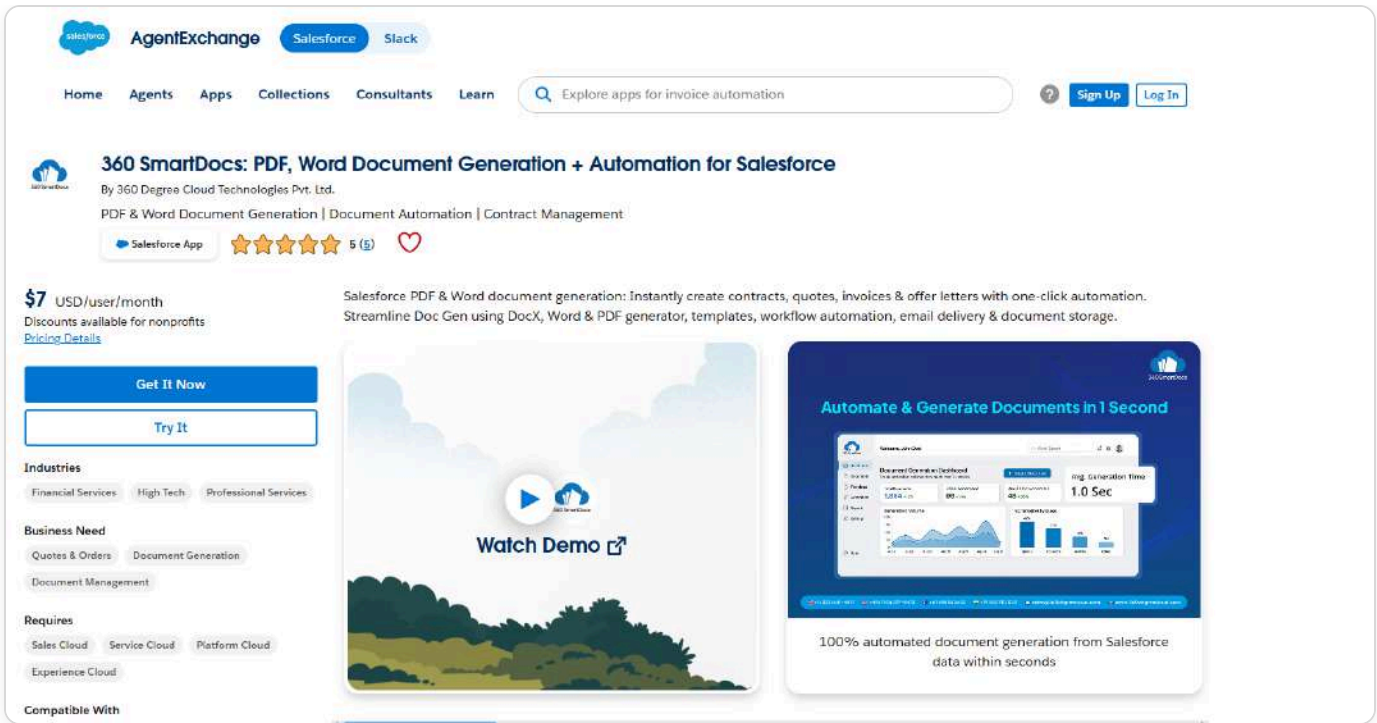 salesforce
AgentExchange
Salesforce
Slack
Home
Agents
Apps
Collections
Consultants
Learn
Explore apps for invoice automation
?
Sign Up
Log In
360 SmartDocs: PDF, Word Document Generation + Automation for Salesforce
By 360 Degree Cloud Technologies Pvt. Ltd.
PDF & Word Document Generation | Document Automation | Contract Management
Salesforce App
5 (5)
$7 USD/user/month
Discounts available for nonprofits
Pricing Details
Get It Now
Try It
Industries
Financial Services
High Tech
Professional Services
Business Need
Quotes & Orders
Document Generation
Document Management
Requires
Sales Cloud
Service Cloud
Platform Cloud
Experience Cloud
Compatible With
Salesforce PDF & Word document generation: Instantly create contracts, quotes, invoices & offer letters with one-click automation.
Streamline Doc Gen using DocX, Word & PDF generator, templates, workflow automation, email delivery & document storage.
360 SmartDocs
Watch Demo
360 SmartDocs
Automate & Generate Documents in 1 Second
Document Generation Dashboard
Avg. Generation Time
1.0 Sec
100% automated document generation from Salesforce
data within seconds